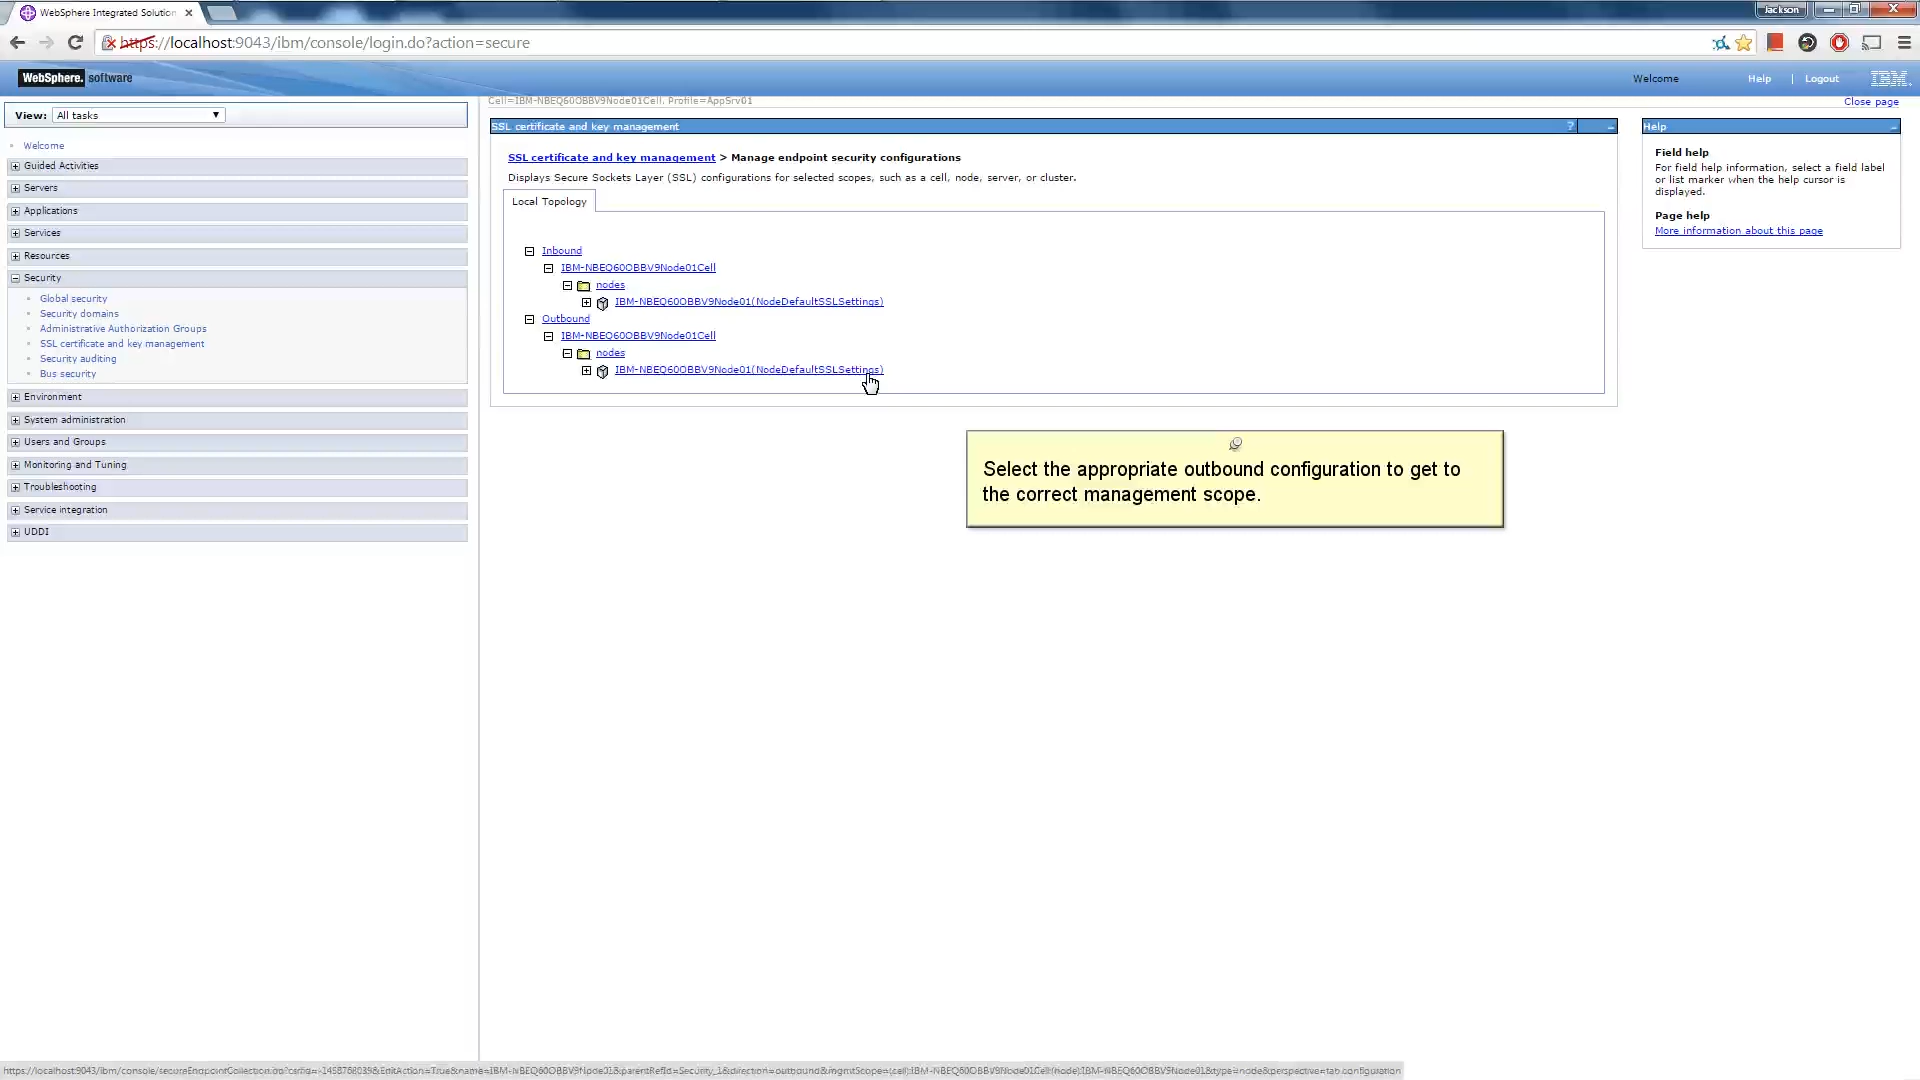 WebSphere Integrated Solution
Jackson
https://localhost:9043/ibm/console/login.do?action=secure
WebSphere. software
Welcome
Help
Logout
IBM.
View: All tasks
Welcome
Guided Activities
Servers
Applications
Services
Resources
Security
Global security
Security domains
Administrative Authorization Groups
SSL certificate and key management
Security auditing
Bus security
Environment
System administration
Users and Groups
Monitoring and Tuning
Troubleshooting
Service integration
UDDI
Cell=IBM-NBEQ60OBBV9Node01Cell, Profile=AppSrv01
Close page
SSL certificate and key management
?
SSL certificate and key management > Manage endpoint security configurations
Displays Secure Sockets Layer (SSL) configurations for selected scopes, such as a cell, node, server, or cluster.
Local Topology
Inbound
IBM-NBEQ60OBBV9Node01Cell
nodes
IBM-NBEQ60OBBV9Node01(NodeDefaultSSLSettings)
Outbound
IBM-NBEQ60OBBV9Node01Cell
nodes
IBM-NBEQ60OBBV9Node01(NodeDefaultSSLSettings)
Select the appropriate outbound configuration to get to
the correct management scope.
Help
Field help
For field help information, select a field label
or list marker when the help cursor is
displayed.
Page help
More information about this page